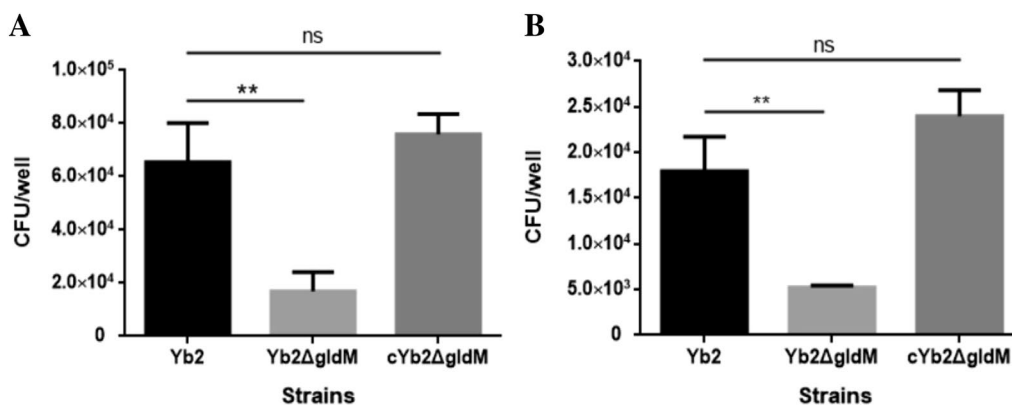 A
ns
**
CFU/well
1.0×10⁵
8.0×10⁴
6.0×10⁴
4.0×10⁴
2.0×10⁴
0
Yb2 Yb2ΔgldM cYb2ΔgldM
Strains
B
ns
**
CFU/well
3.0×10⁴
2.5×10⁴
2.0×10⁴
1.5×10⁴
1.0×10⁴
5.0×10³
0
Yb2 Yb2ΔgldM cYb2ΔgldM
Strains